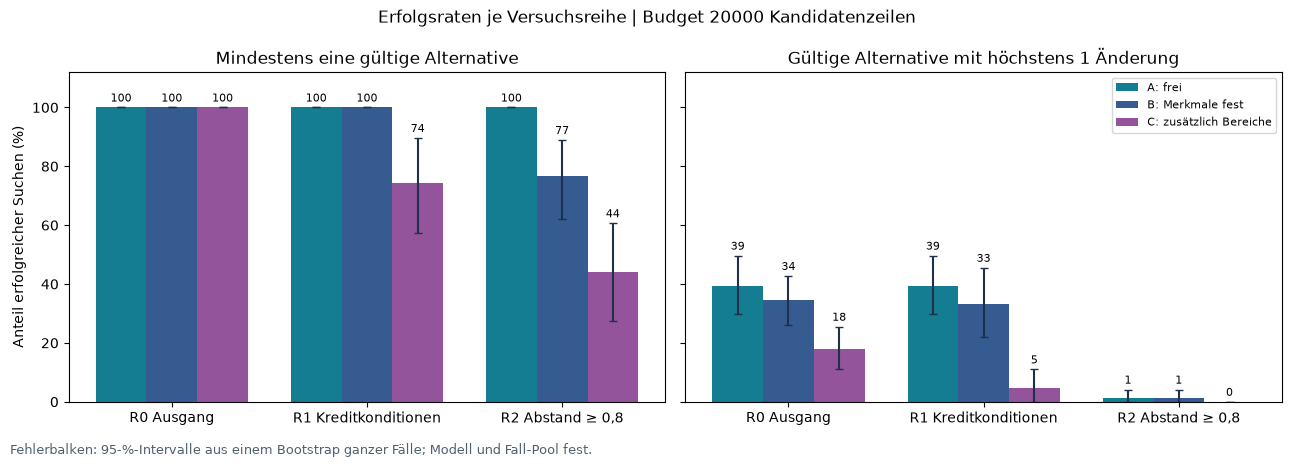 Erfolgsraten je Versuchsreihe | Budget 20000 Kandidatenzeilen
Mindestens eine gültige Alternative
Anteil erfolgreicher Suchen (%)
100
80
60
40
20
0
100 100 100
100 100 74
100 77 44
R0 Ausgang R1 Kreditkonditionen R2 Abstand ≥ 0,8
Gültige Alternative mit höchstens 1 Änderung
A: frei
B: Merkmale fest
C: zusätzlich Bereiche
39 34 18
39 33 5
1 1 0
R0 Ausgang R1 Kreditkonditionen R2 Abstand ≥ 0,8
Fehlerbalken: 95-%-Intervalle aus einem Bootstrap ganzer Fälle; Modell und Fall-Pool fest.